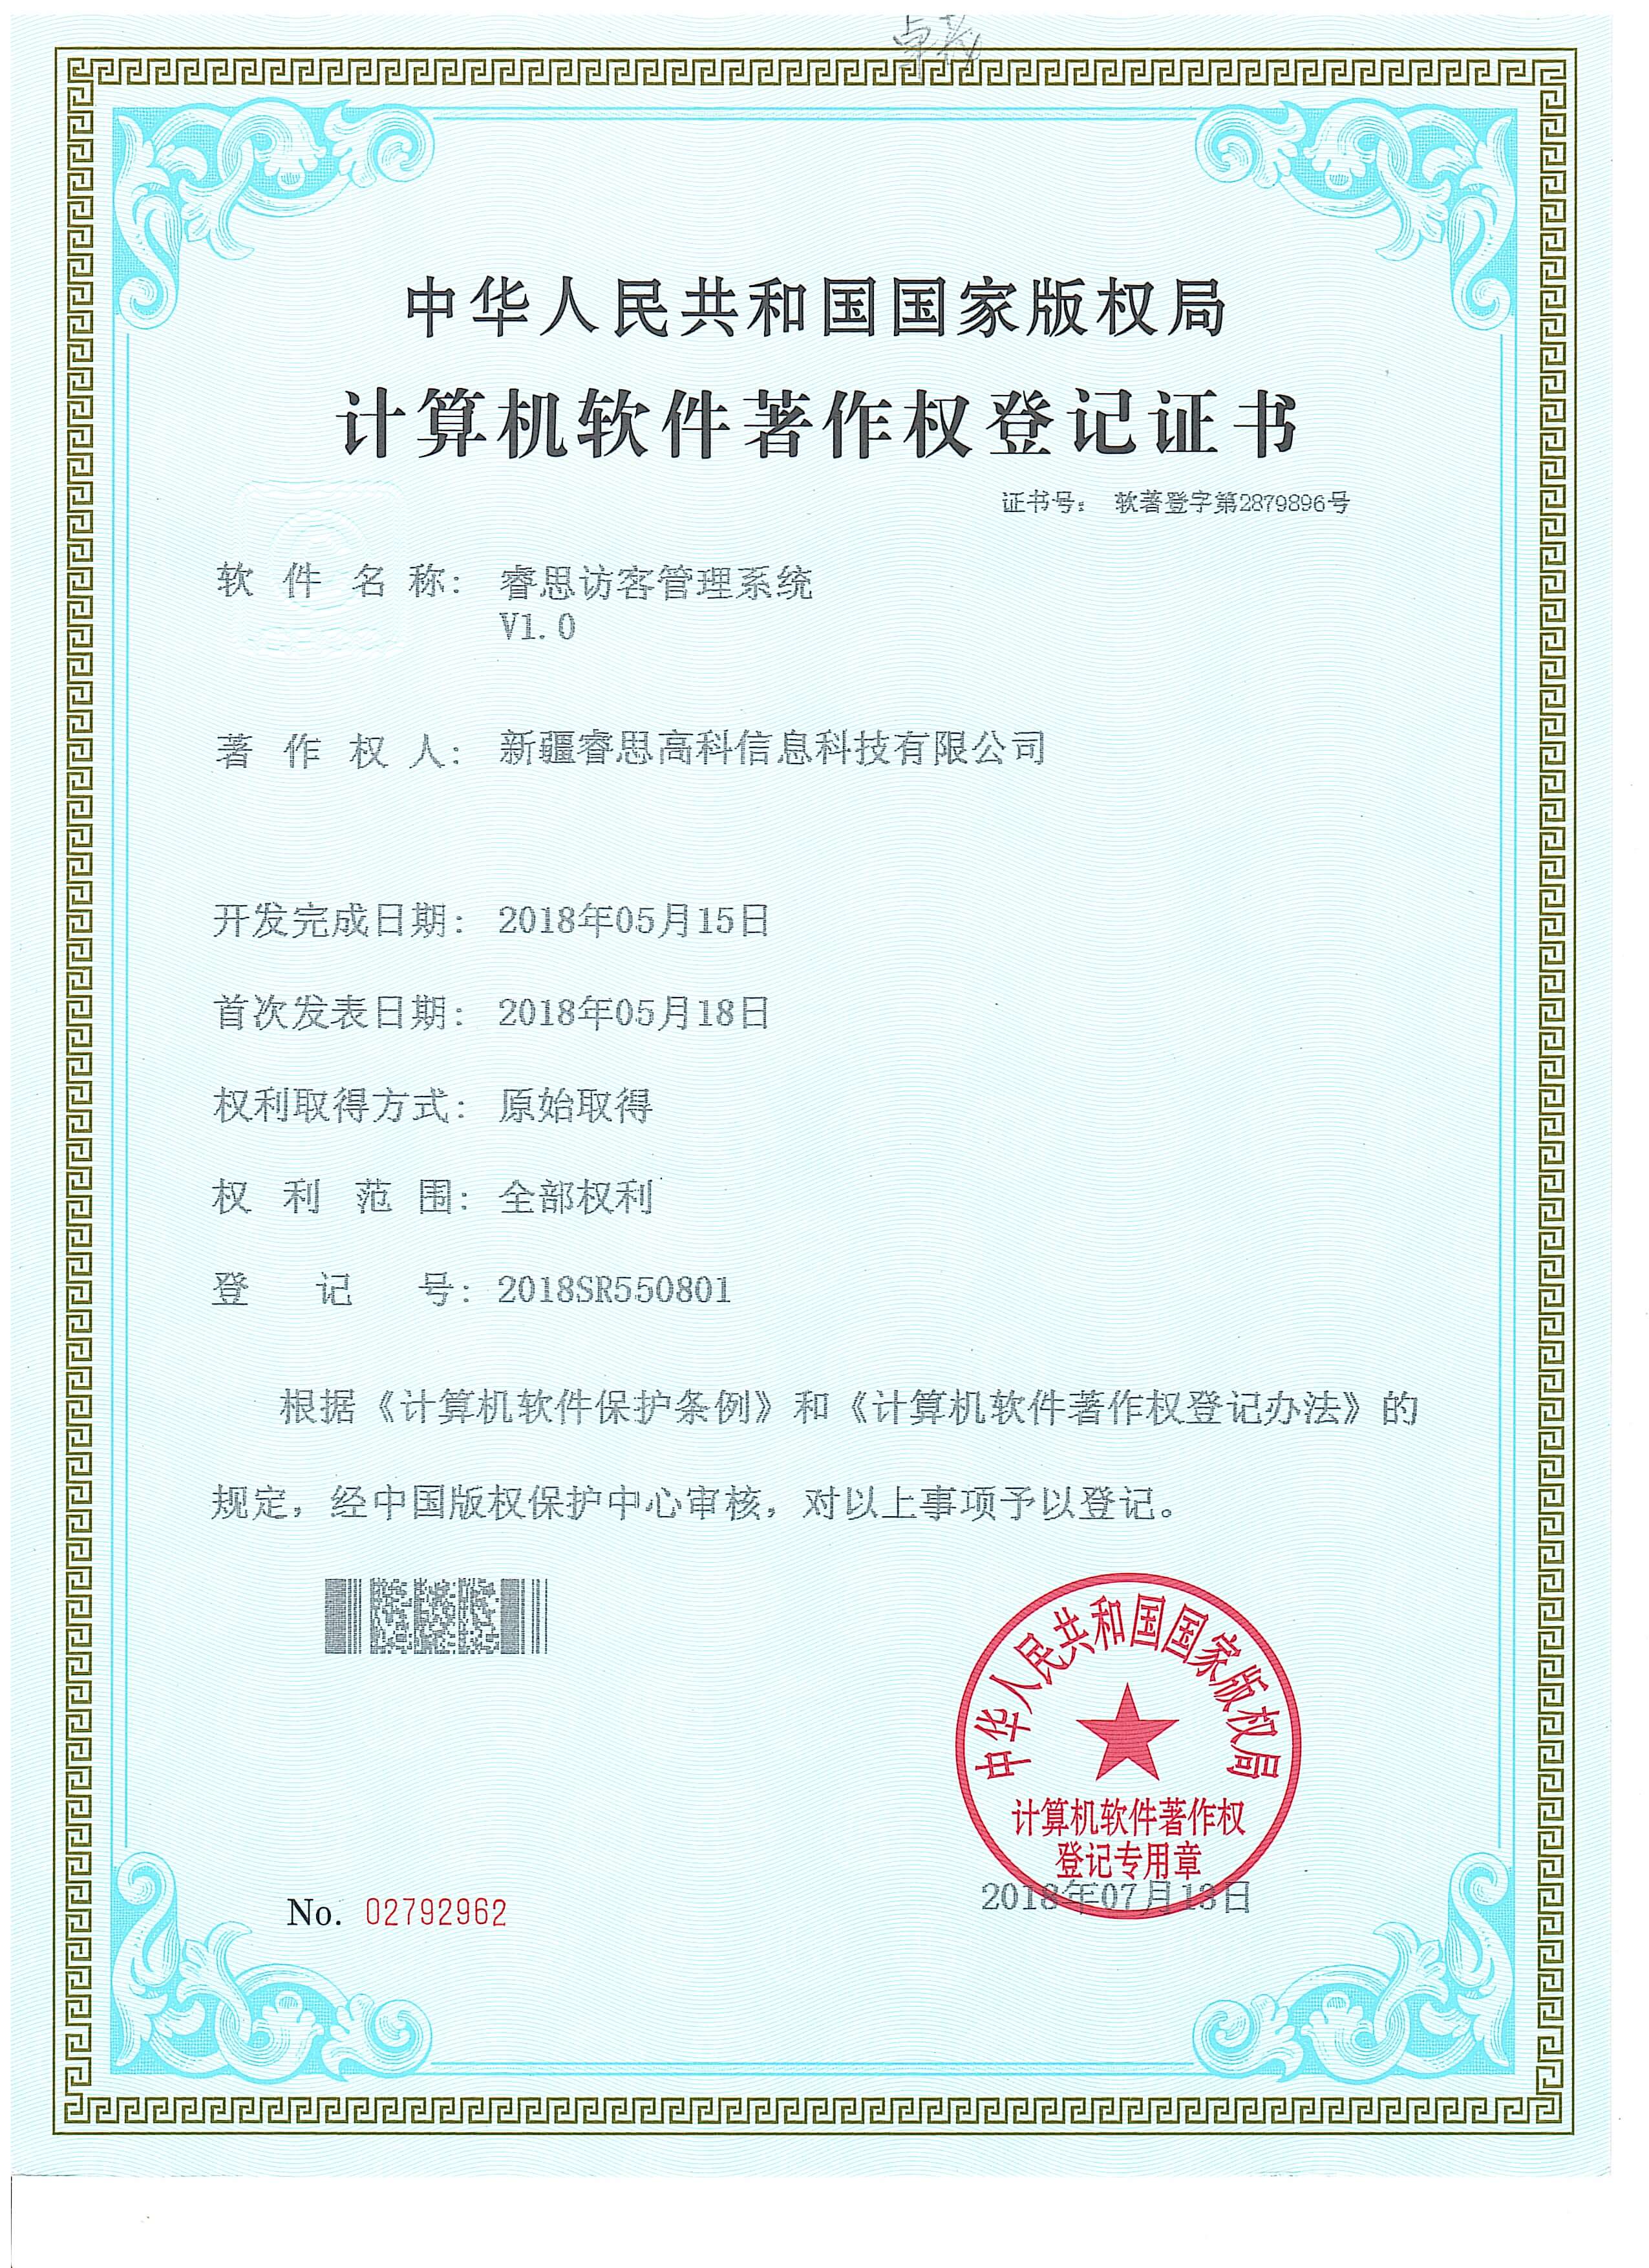 中华人民共和国国家版权局
计算机软件著作权登记证书
证书号： 软著登字第2879896号
软件名称： 睿思访客管理系统
V1.0
著作权人： 新疆睿思高科信息科技有限公司
开发完成日期： 2018年05月15日
首次发表日期： 2018年05月18日
权利取得方式： 原始取得
权利范围： 全部权利
登记号： 2018SR550801
根据《计算机软件保护条例》和《计算机软件著作权登记办法》的
规定，经中国版权保护中心审核，对以上事项予以登记。
中华人民共和国国家版权局
计算机软件著作权
登记专用章
2018年07月13日
No. 02792962